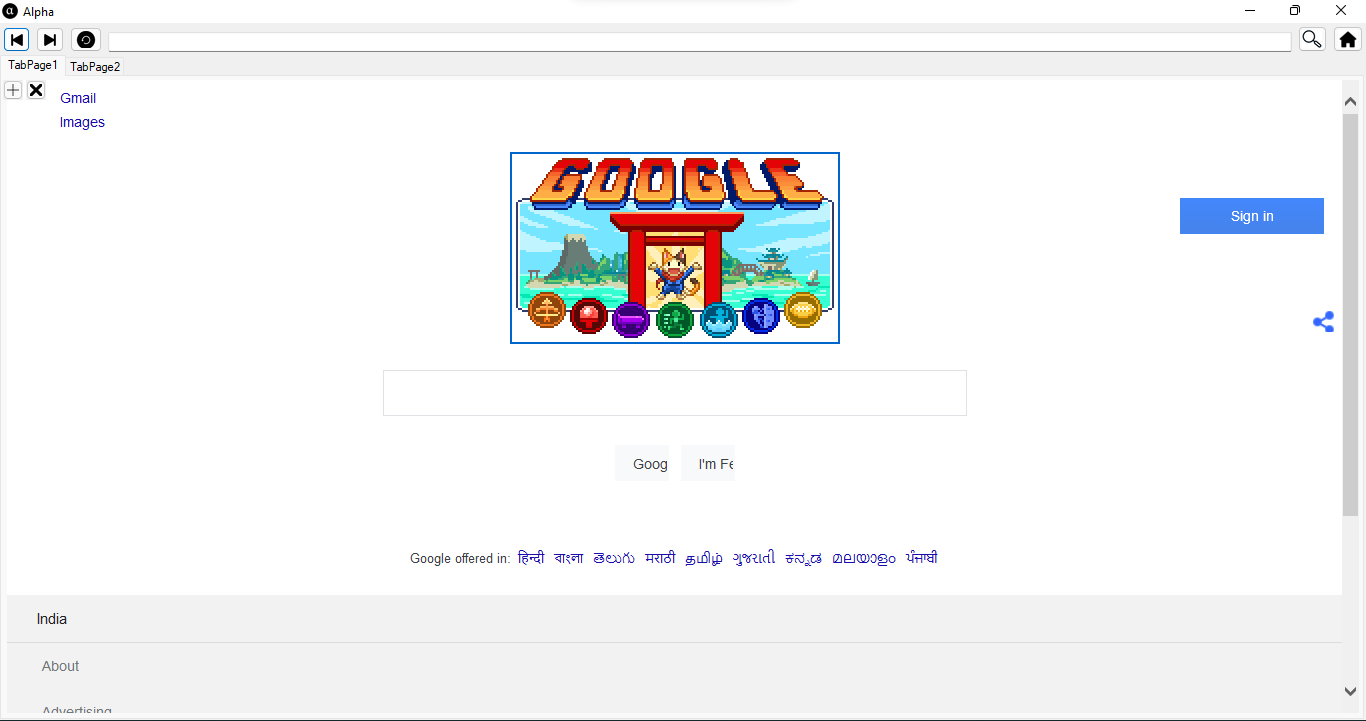 Alpha
TabPage1 TabPage2
Gmail
Images
GOOGLE
Sign in
Goog I'm Fe
Google offered in: हिन्दी বাংলা తెలుగు मराठी தமிழ் ગુજરાતી ಕನ್ನಡ മലയാളം ਪੰਜਾਬੀ
India
About
Advertising